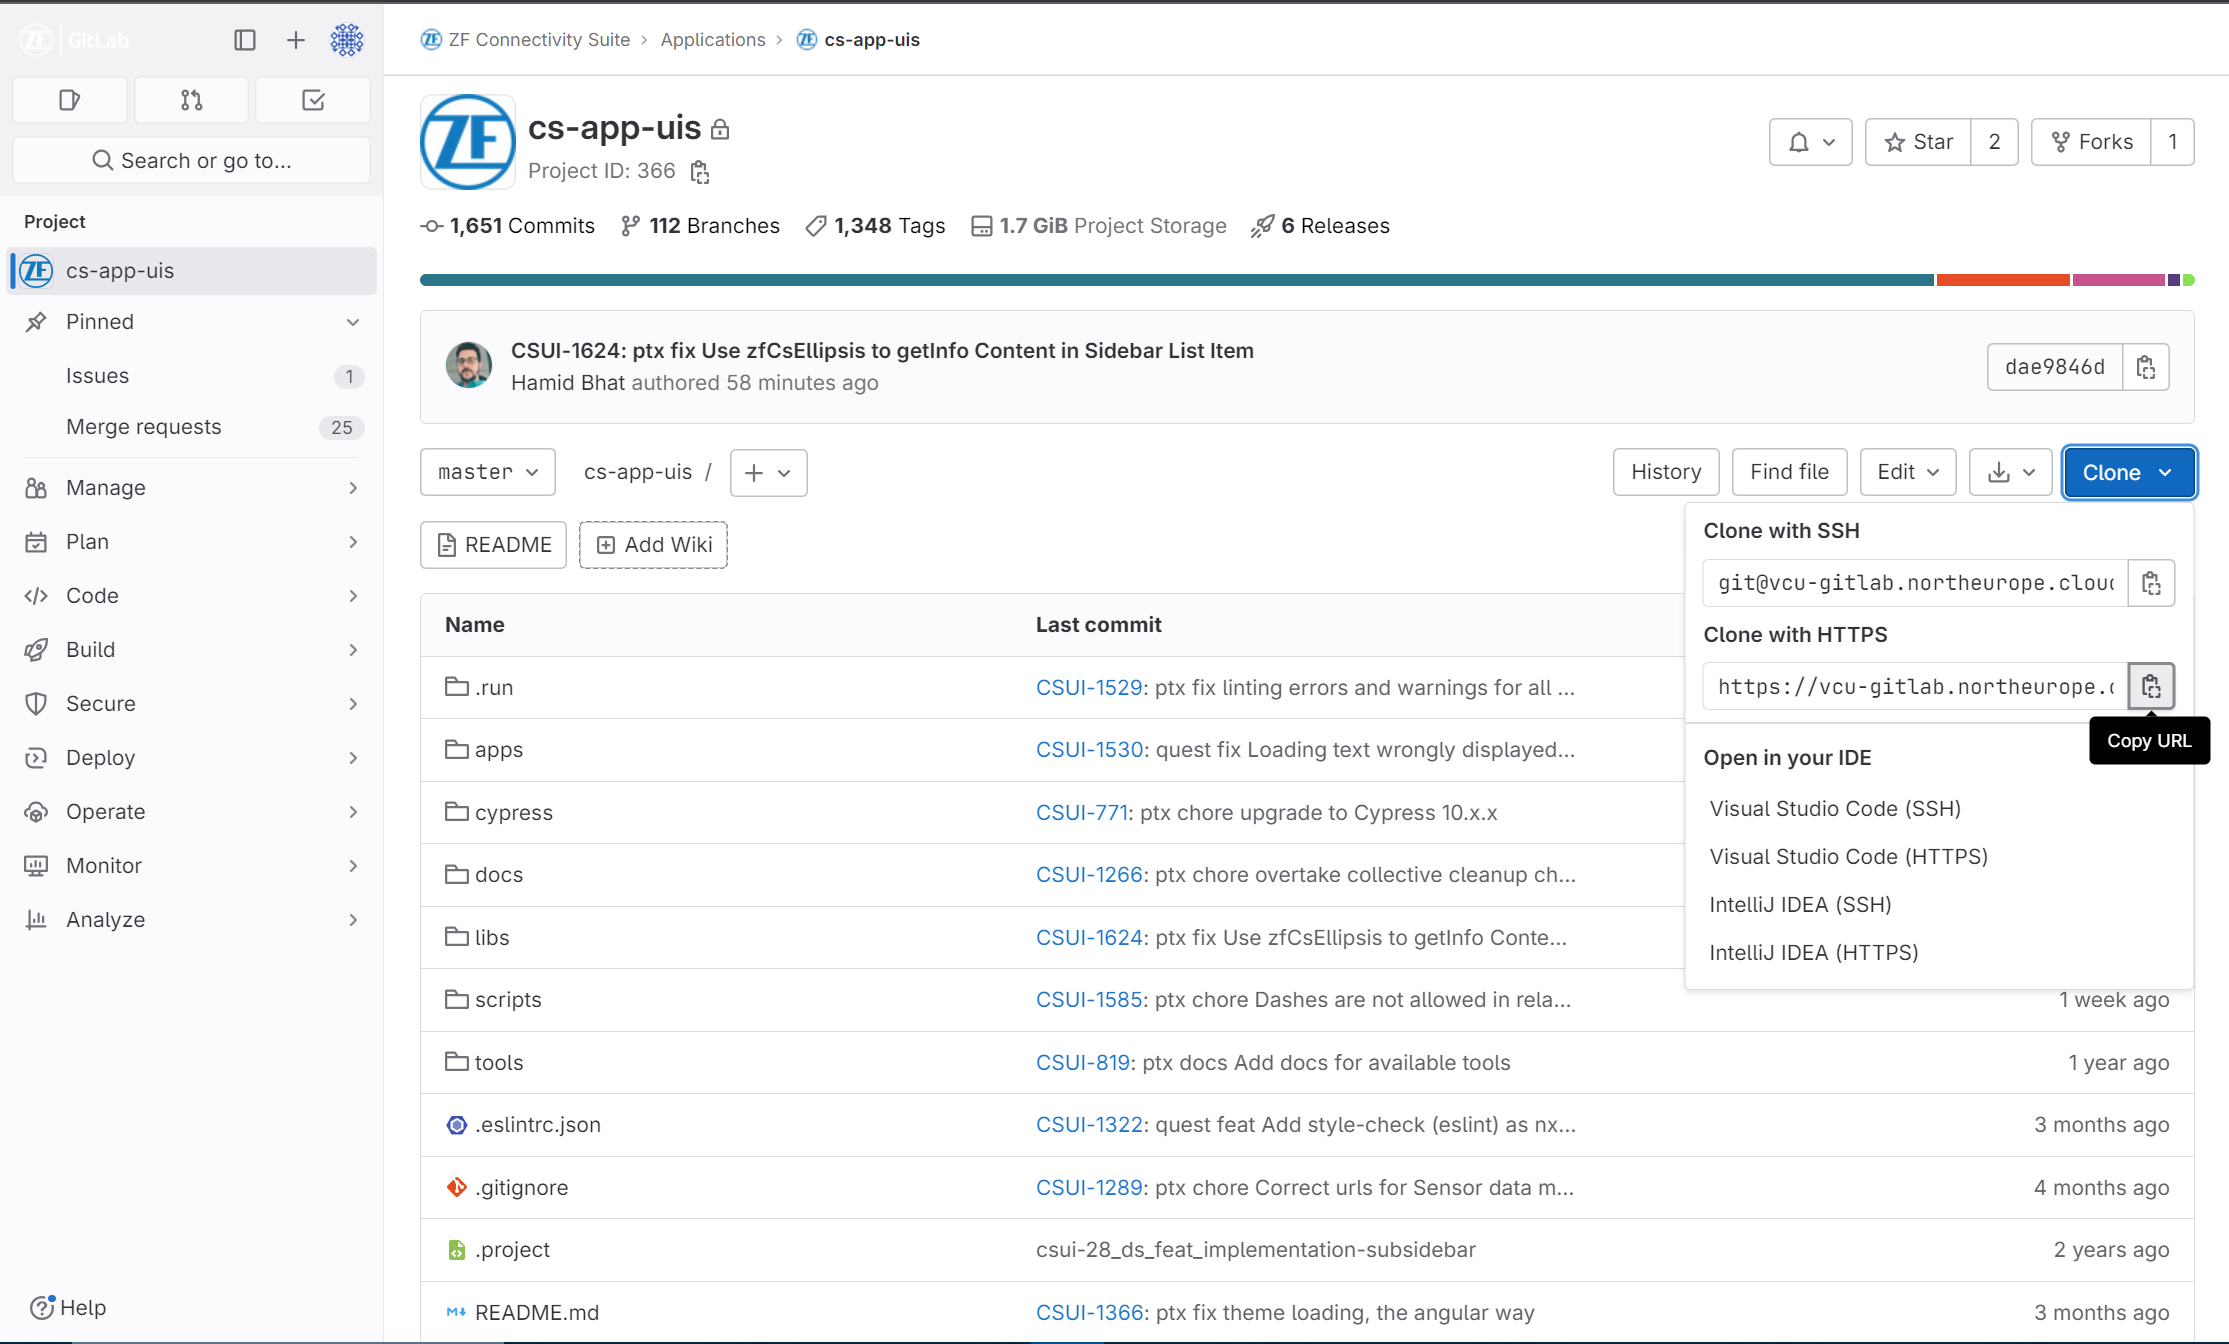 ZF GitLab
Search or go to...
Project
ZF cs-app-uis
Pinned
Issues 1
Merge requests 25
Manage
Plan
Code
Build
Secure
Deploy
Operate
Monitor
Analyze
Help
ZF Connectivity Suite > Applications > cs-app-uis
ZF
cs-app-uis
Project ID: 366
Star 2
Forks 1
1,651 Commits 112 Branches 1,348 Tags 1.7 GiB Project Storage 6 Releases
CSUI-1624: ptx fix Use zfCsEllipsis to getInfo Content in Sidebar List Item
Hamid Bhat authored 58 minutes ago
dae9846d
master cs-app-uis / +
History Find file Edit Clone
README Add Wiki
Clone with SSH
git@vcu-gitlab.northeurope.clouc
Clone with HTTPS
https://vcu-gitlab.northeurope.c
Copy URL
Open in your IDE
Visual Studio Code (SSH)
Visual Studio Code (HTTPS)
IntelliJ IDEA (SSH)
IntelliJ IDEA (HTTPS)
Name Last commit
.run CSUI-1529: ptx fix linting errors and warnings for all ...
apps CSUI-1530: quest fix Loading text wrongly displayed...
cypress CSUI-771: ptx chore upgrade to Cypress 10.x.x
docs CSUI-1266: ptx chore overtake collective cleanup ch...
libs CSUI-1624: ptx fix Use zfCsEllipsis to getInfo Conte...
scripts CSUI-1585: ptx chore Dashes are not allowed in rela... 1 week ago
tools CSUI-819: ptx docs Add docs for available tools 1 year ago
.eslintrc.json CSUI-1322: quest feat Add style-check (eslint) as nx... 3 months ago
.gitignore CSUI-1289: ptx chore Correct urls for Sensor data m... 4 months ago
.project csui-28_ds_feat_implementation-subsidebar 2 years ago
README.md CSUI-1366: ptx fix theme loading, the angular way 3 months ago